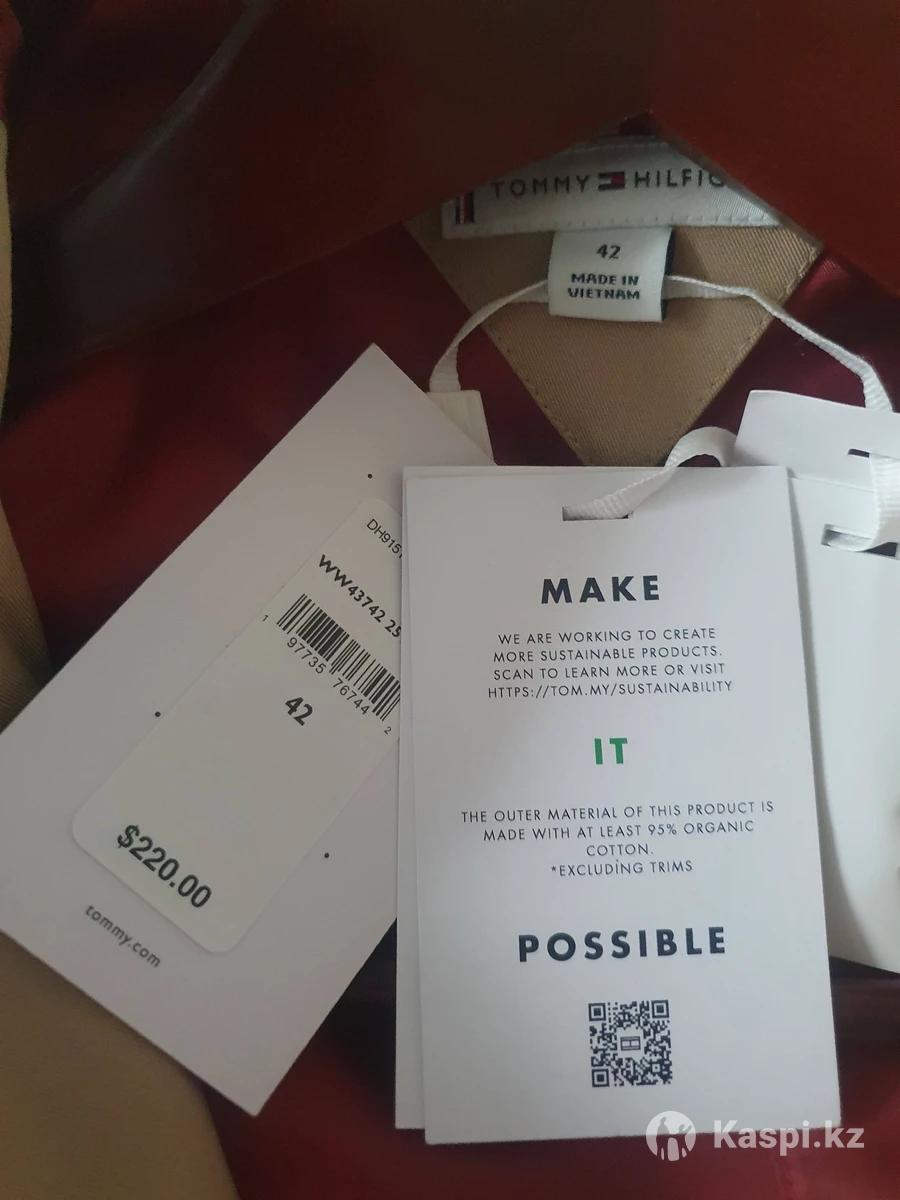 TOMMY HILFIG
42
MADE IN
VIETNAM
DH915
WW43742 25
1 97735 76744 2
42
$220.00
tommy.com
MAKE
WE ARE WORKING TO CREATE
MORE SUSTAINABLE PRODUCTS.
SCAN TO LEARN MORE OR VISIT
HTTPS://TOM.MY/SUSTAINABILITY
IT
THE OUTER MATERIAL OF THIS PRODUCT IS
MADE WITH AT LEAST 95% ORGANIC
COTTON.
*EXCLUDING TRIMS
POSSIBLE
Kaspi.kz